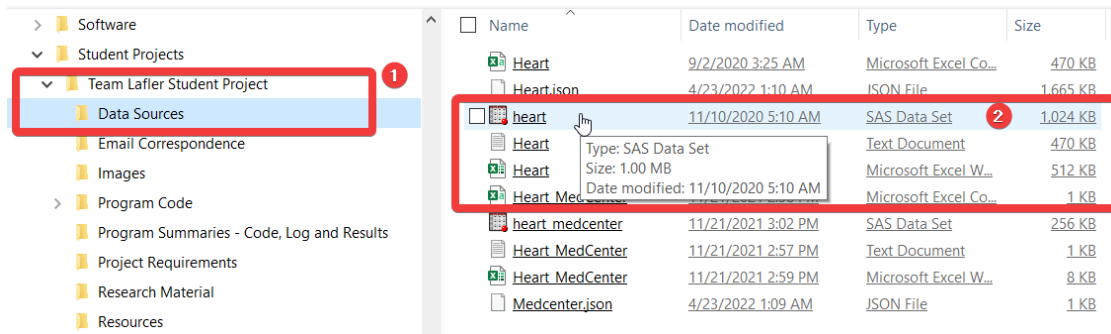 Software
Student Projects
Team Lafler Student Project
1
Data Sources
Email Correspondence
Images
Program Code
Program Summaries - Code, Log and Results
Project Requirements
Research Material
Resources
Name Date modified Type Size
Heart 9/2/2020 3:25 AM Microsoft Excel Co... 470 KB
Heart.json 4/23/2022 1:10 AM JSON File 1,665 KB
heart 11/10/2020 5:10 AM SAS Data Set 2 1,024 KB
Heart Text Document 470 KB
Type: SAS Data Set
Heart Microsoft Excel W... 512 KB
Size: 1.00 MB
Date modified: 11/10/2020 5:10 AM
Microsoft Excel Co... 1 KB
heart_medcenter 11/21/2021 3:02 PM SAS Data Set 256 KB
Heart_MedCenter 11/21/2021 2:57 PM Text Document 1 KB
Heart_MedCenter 11/21/2021 2:59 PM Microsoft Excel W... 8 KB
Medcenter.json 4/23/2022 1:09 AM JSON File 1 KB